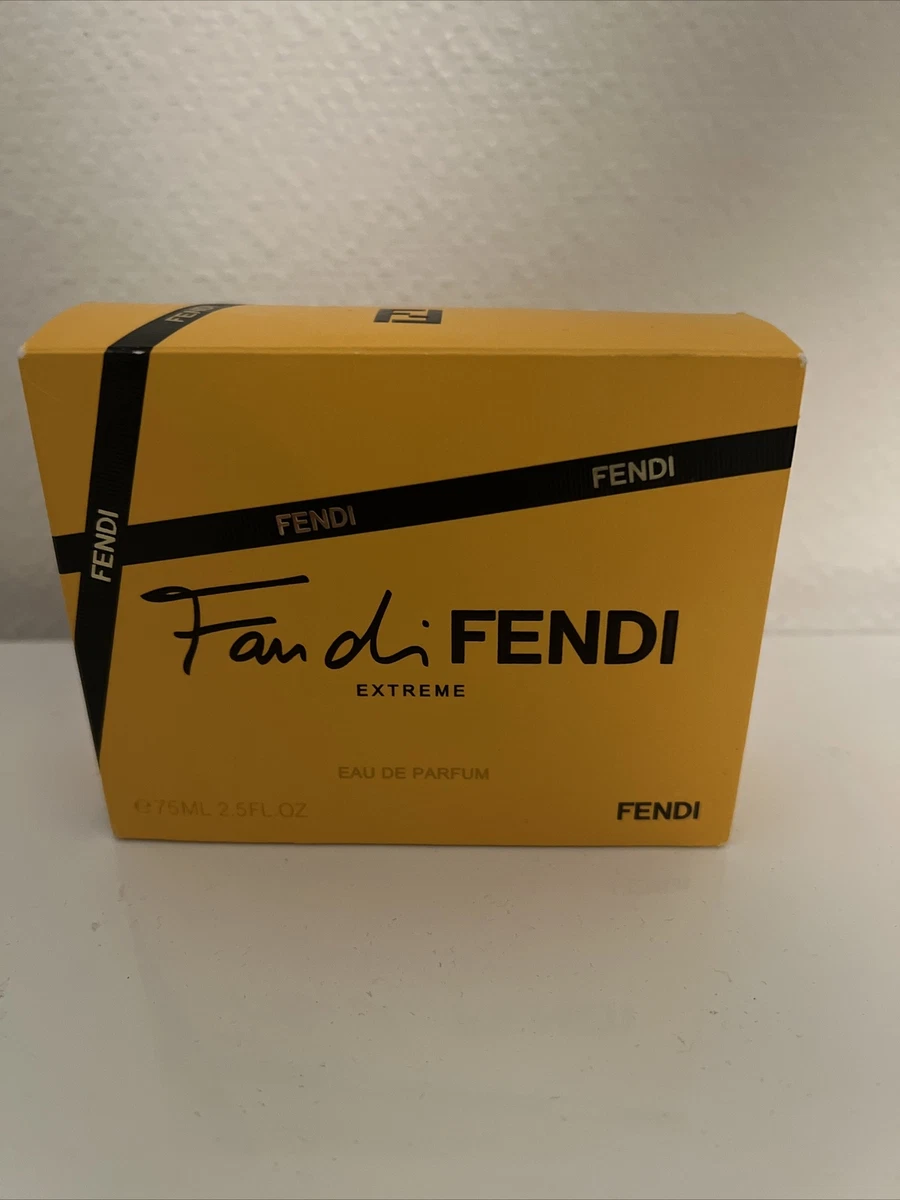 FENDI
FENDI
FENDI
FENDI
Fan di FENDI
EXTREME
EAU DE PARFUM
℮75ML 2.5FL.OZ
FENDI